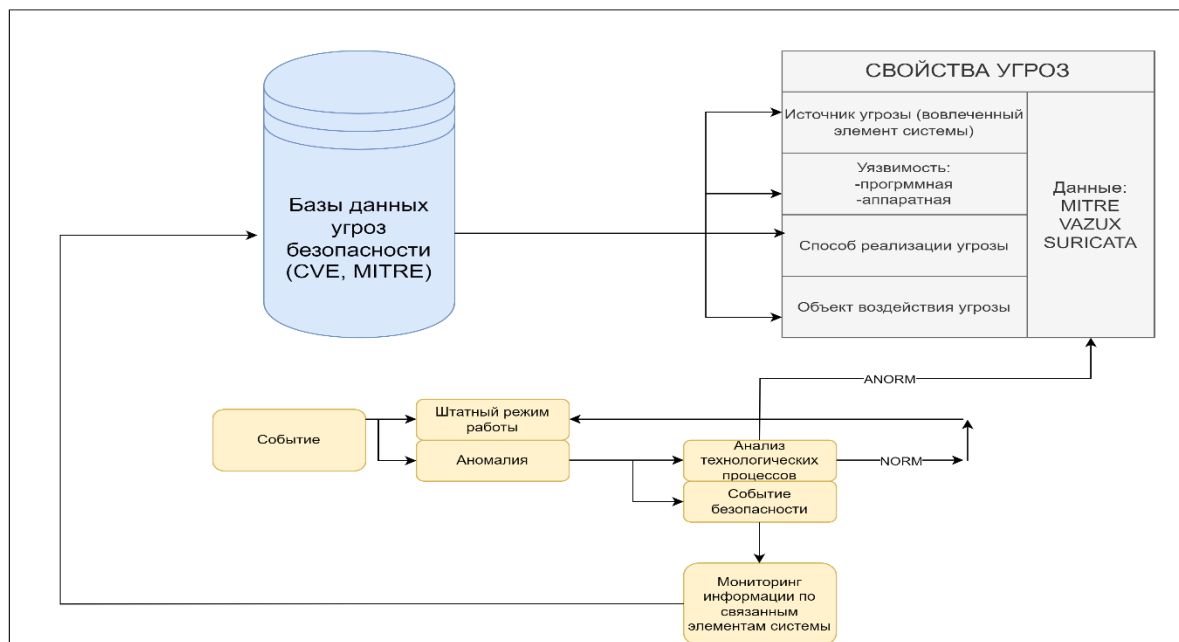 СВОЙСТВА УГРОЗ
Базы данных
угроз
безопасности
(CVE, MITRE)
Источник угрозы (вовлеченный
элемент системы)
Уязвимость:
-прогрммная
-аппаратная
Способ реализации угрозы
Объект воздействия угрозы
Данные:
MITRE
VAZUX
SURICATA
ANORM
Событие
Штатный режим
работы
Аномалия
Анализ
технологических
процессов
NORM
Событие
безопасности
Мониторинг
информации по
связанным
элементам системы